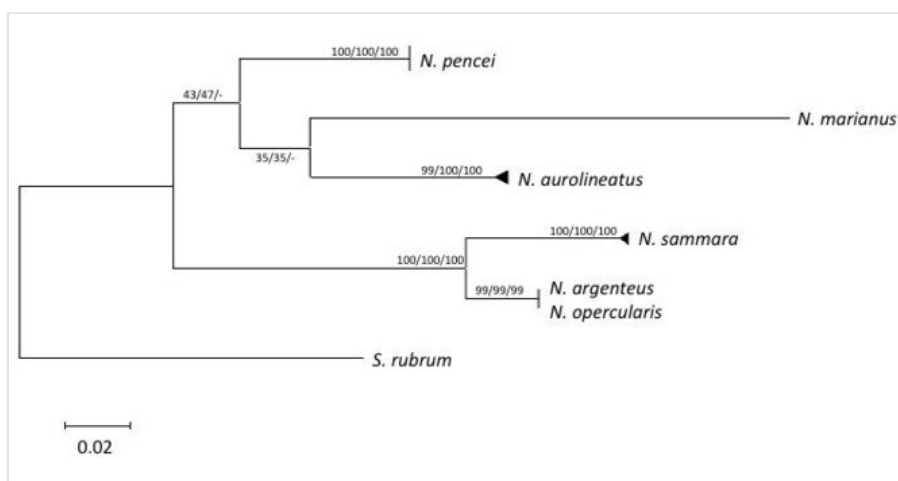 100/100/100
N. pencei
43/47/-
N. marianus
35/35/-
99/100/100
N. aurolineatus
100/100/100
N. sammara
100/100/100
99/99/99
N. argenteus
N. opercularis
S. rubrum
0.02